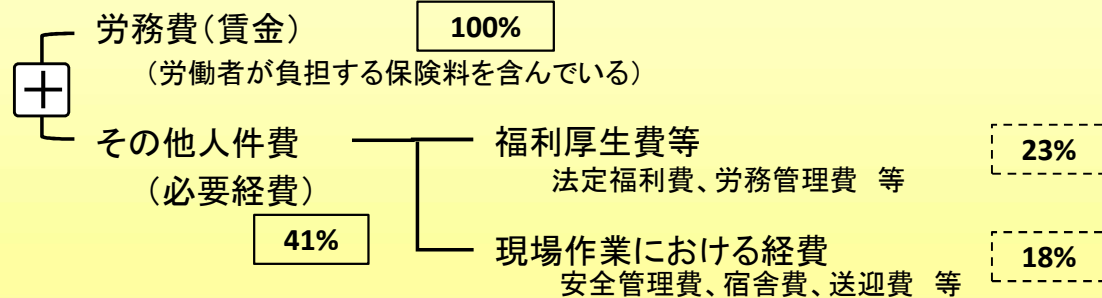 労務費(賃金) 100%
(労働者が負担する保険料を含んでいる)
+
その他人件費 福利厚生費等 23%
(必要経費) 法定福利費、労務管理費 等
41%
現場作業における経費 18%
安全管理費、宿舎費、送迎費 等